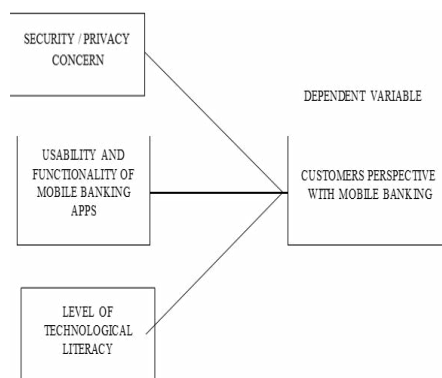 SECURITY / PRIVACY
CONCERN
DEPENDENT VARIABLE
USABILITY AND
FUNCTIONALITY OF
MOBILE BANKING
APPS
CUSTOMERS PERSPECTIVE
WITH MOBILE BANKING
LEVEL OF
TECHNOLOGICAL
LITERACY